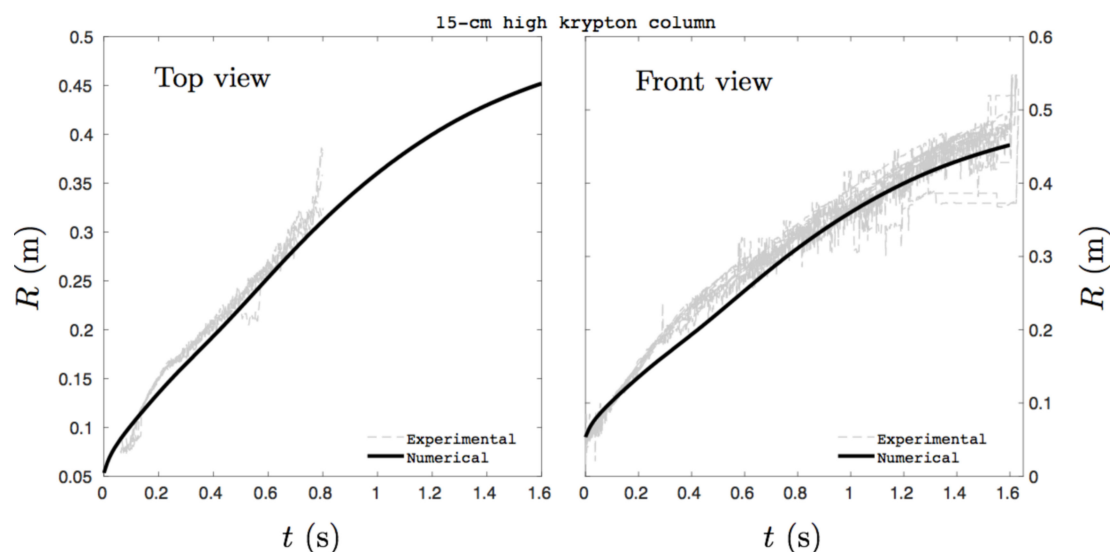 15-cm high krypton column
Top view
0.5
0.45
0.4
0.35
0.3
0.25
0.2
0.15
0.1
0.05
R (m)
0 0.2 0.4 0.6 0.8 1 1.2 1.4 1.6
t (s)
Experimental
Numerical
Front view
0.6
0.5
0.4
0.3
0.2
0.1
0
R (m)
0 0.2 0.4 0.6 0.8 1 1.2 1.4 1.6
t (s)
Experimental
Numerical